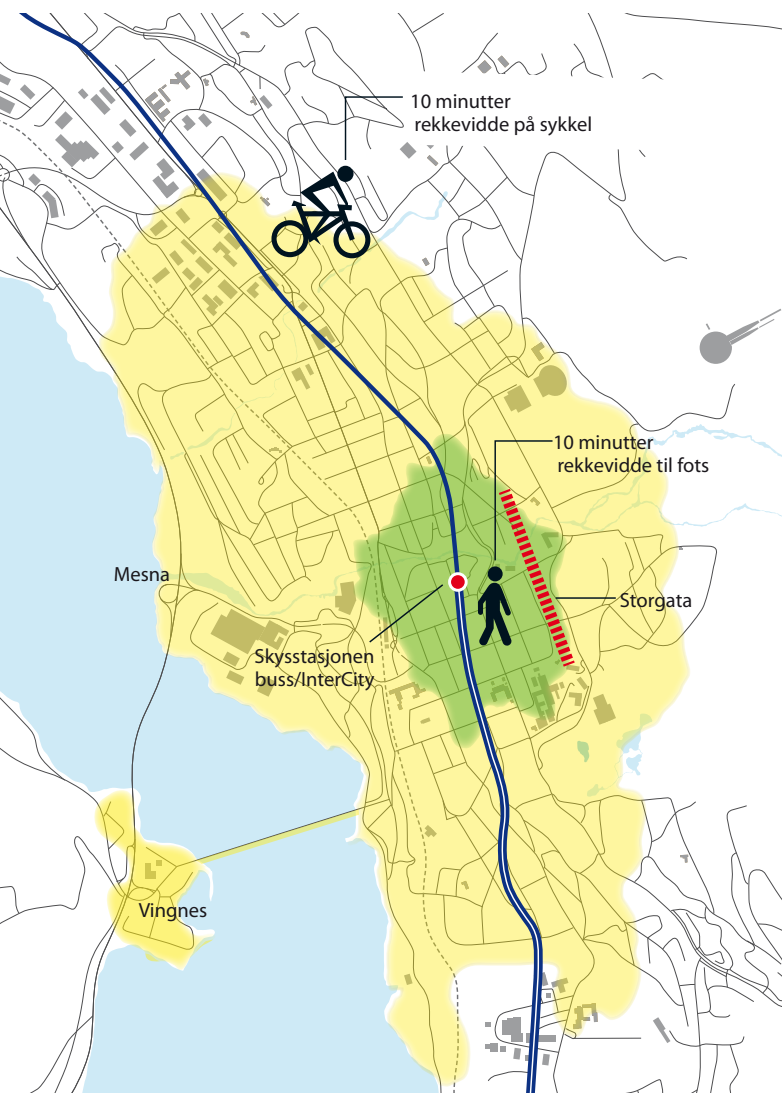 10 minutter
rekkevidde på sykkel
10 minutter
rekkevidde til fots
Mesna
Storgata
Skysstasjonen
buss/InterCity
Vingnes